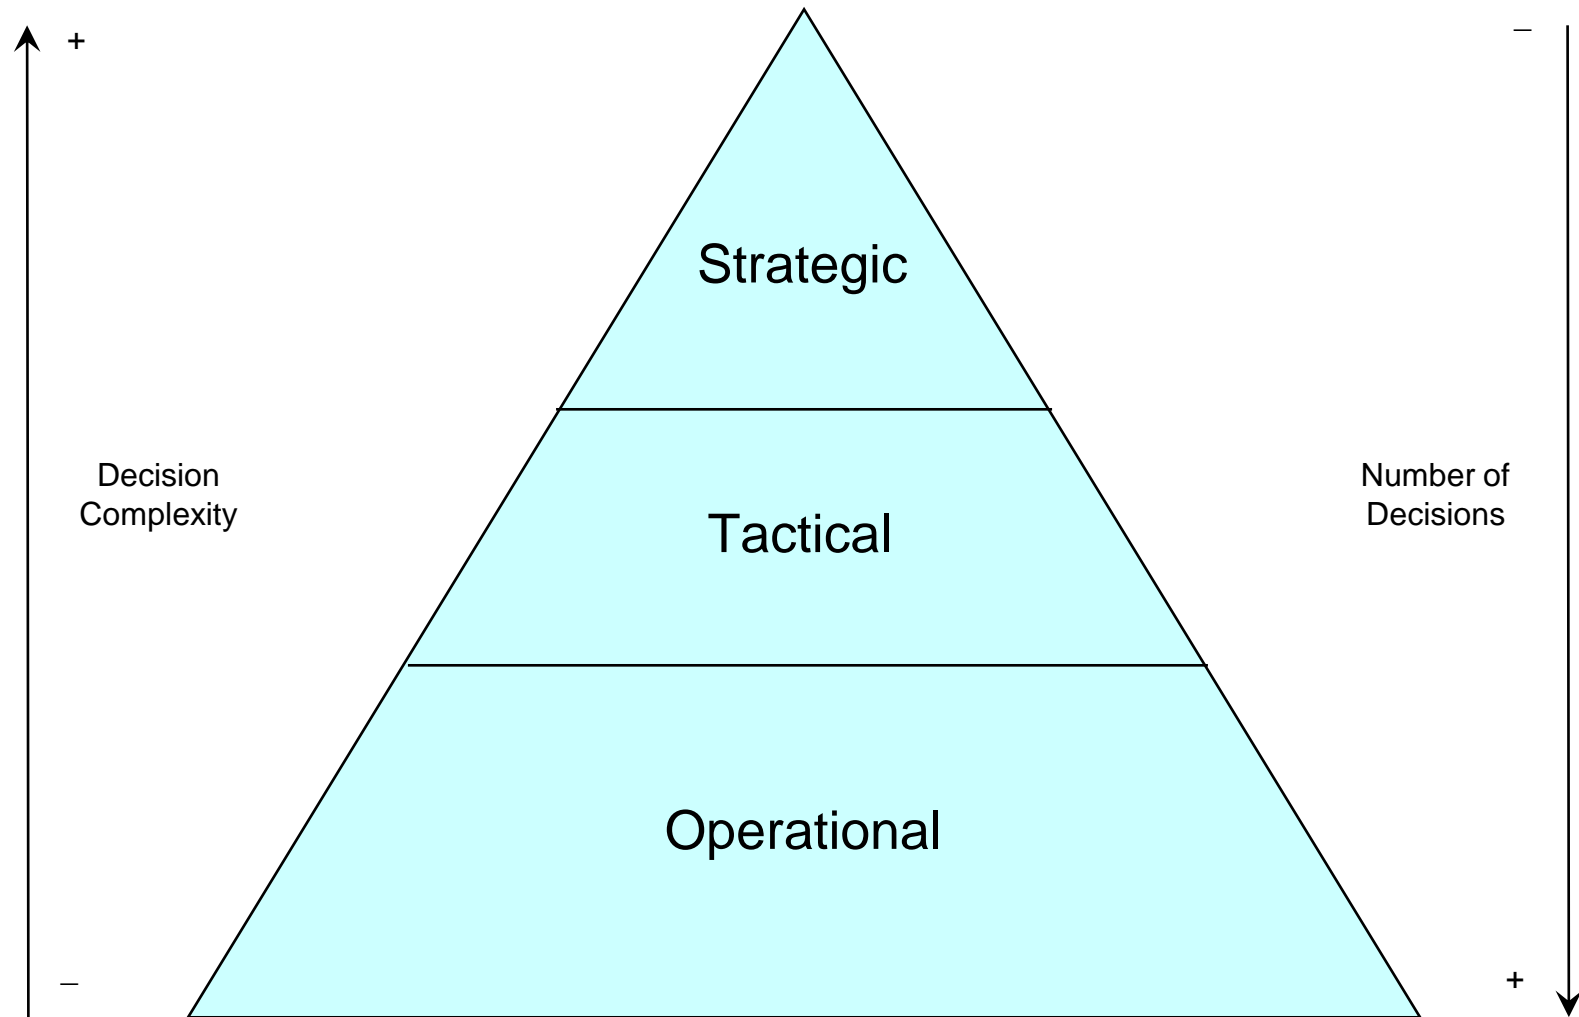 +
–
Strategic
Decision
Complexity
Number of
Decisions
Tactical
Operational
–
+